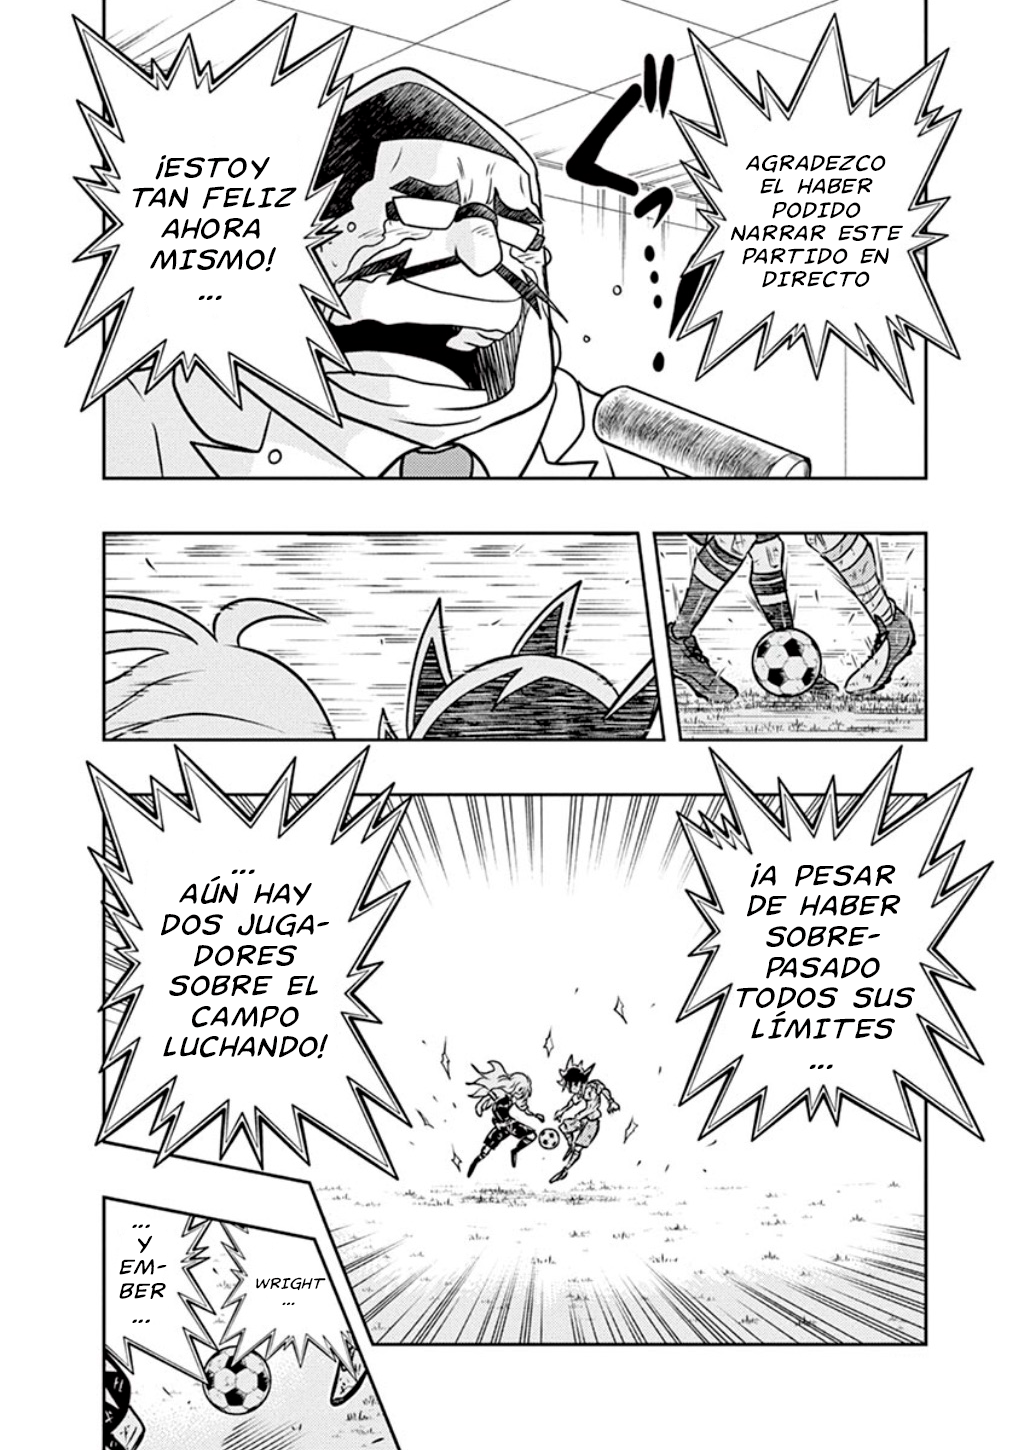 AGRADEZCO
EL HABER
PODIDO
NARRAR ESTE
PARTIDO EN
DIRECTO
¡ESTOY
TAN FELIZ
AHORA
MISMO!
...
¡A PESAR
DE HABER
SOBRE-
PASADO
TODOS SUS
LÍMITES
...
...
AÚN HAY
DOS JUGA-
DORES
SOBRE EL
CAMPO
LUCHANDO!
WRIGHT
...
...
Y
EM-
BER
...